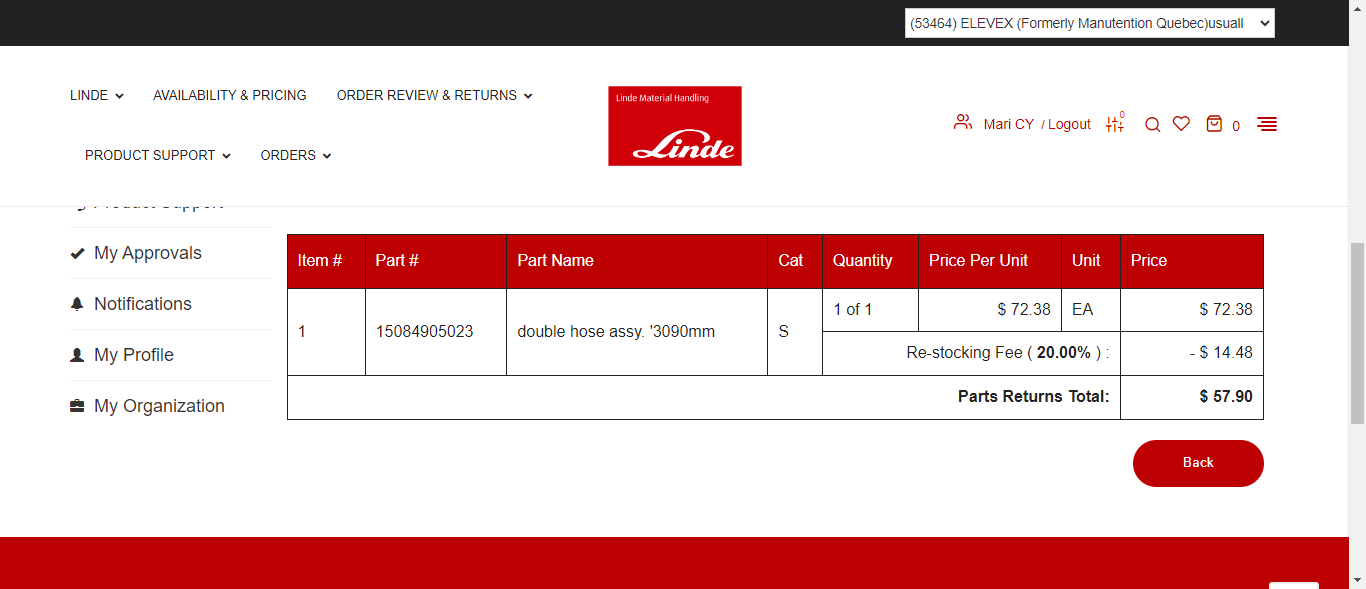 (53464) ELEVEX (Formerly Manutention Quebec)usuall
LINDE
AVAILABILITY & PRICING
ORDER REVIEW & RETURNS
PRODUCT SUPPORT
ORDERS
Linde Material Handling
Linde
Mari CY / Logout
0
0
My Approvals
Notifications
My Profile
My Organization
Item # Part # Part Name Cat Quantity Price Per Unit Unit Price
1 15084905023 double hose assy. '3090mm S 1 of 1 $ 72.38 EA $ 72.38
Re-stocking Fee ( 20.00% ) : - $ 14.48
Parts Returns Total: $ 57.90
Back